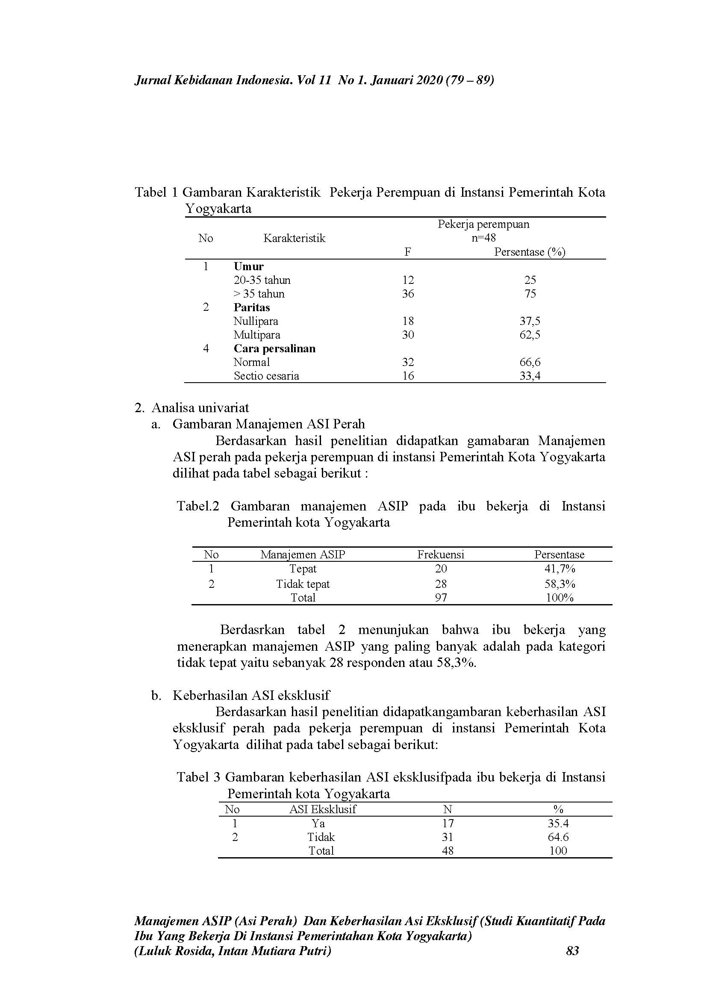 Jurnal Kebidanan Indonesia. Vol 11 No 1. Januari 2020 (79 – 89)
Tabel 1 Gambaran Karakteristik Pekerja Perempuan di Instansi Pemerintah Kota
Yogyakarta
Pekerja perempuan
No Karakteristik n=48
F Persentase (%)
1 Umur
20-35 tahun 12 25
> 35 tahun 36 75
2 Paritas
Nullipara 18 37,5
Multipara 30 62,5
4 Cara persalinan
Normal 32 66,6
Sectio cesaria 16 33,4
2. Analisa univariat
a. Gambaran Manajemen ASI Perah
Berdasarkan hasil penelitian didapatkan gamabaran Manajemen
ASI perah pada pekerja perempuan di instansi Pemerintah Kota Yogyakarta
dilihat pada tabel sebagai berikut :
Tabel.2 Gambaran manajemen ASIP pada ibu bekerja di Instansi
Pemerintah kota Yogyakarta
No Manajemen ASIP Frekuensi Persentase
1 Tepat 20 41,7%
2 Tidak tepat 28 58,3%
Total 97 100%
Berdasrkan tabel 2 menunjukan bahwa ibu bekerja yang
menerapkan manajemen ASIP yang paling banyak adalah pada kategori
tidak tepat yaitu sebanyak 28 responden atau 58,3%.
b. Keberhasilan ASI eksklusif
Berdasarkan hasil penelitian didapatkangambaran keberhasilan ASI
eksklusif perah pada pekerja perempuan di instansi Pemerintah Kota
Yogyakarta dilihat pada tabel sebagai berikut:
Tabel 3 Gambaran keberhasilan ASI eksklusifpada ibu bekerja di Instansi
Pemerintah kota Yogyakarta
No ASI Eksklusif N %
1 Ya 17 35.4
2 Tidak 31 64.6
Total 48 100
Manajemen ASIP (Asi Perah) Dan Keberhasilan Asi Eksklusif (Studi Kuantitatif Pada
Ibu Yang Bekerja Di Instansi Pemerintahan Kota Yogyakarta)
(Luluk Rosida, Intan Mutiara Putri) 83